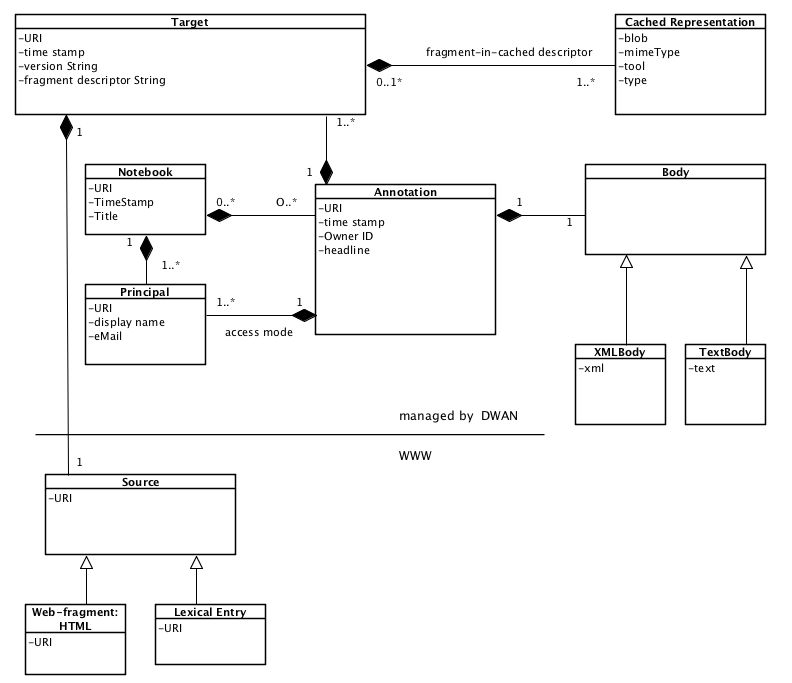 Target
-URI
-time stamp
-version String
-fragment descriptor String
Cached Representation
-blob
-mimeType
-tool
-type
fragment-in-cached descriptor
0..1*
1..*
1
1..*
1
Notebook
-URI
-TimeStamp
-Title
0..*
O..*
Annotation
-URI
-time stamp
-Owner ID
-headline
1
1
Body
1
1..*
Principal
-URI
-display name
-eMail
1..*
1
access mode
XMLBody
-xml
TextBody
-text
managed by DWAN
WWW
1
Source
-URI
Web-fragment:
HTML
-URI
Lexical Entry
-URI